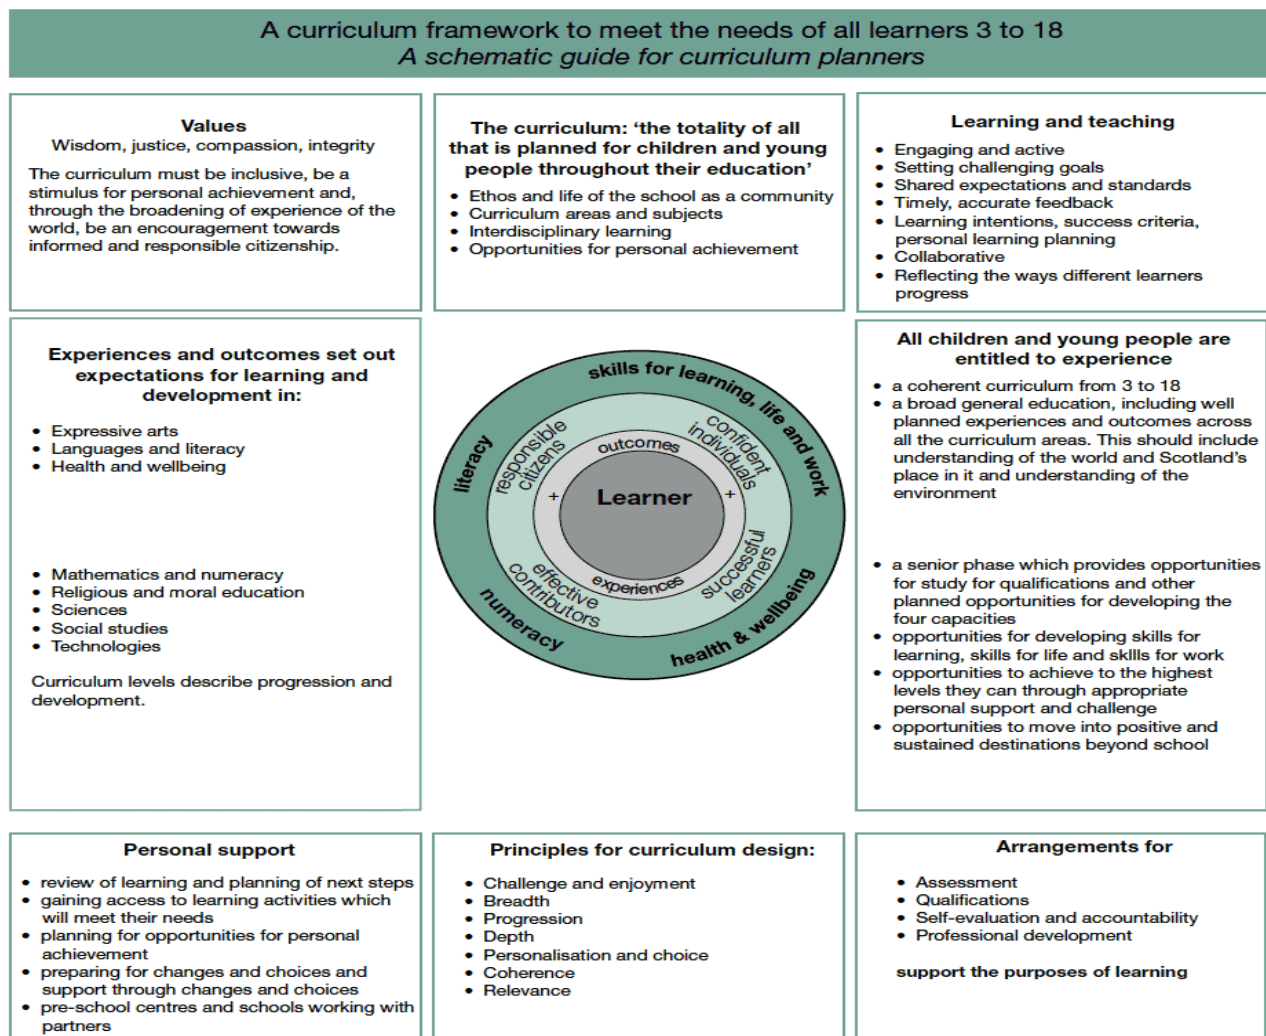 A curriculum framework to meet the needs of all learners 3 to 18
A schematic guide for curriculum planners
Values
Wisdom, justice, compassion, integrity
The curriculum must be inclusive, be a
stimulus for personal achievement and,
through the broadening of experience of the
world, be an encouragement towards
informed and responsible citizenship.
The curriculum: ‘the totality of all
that is planned for children and young
people throughout their education’
• Ethos and life of the school as a community
• Curriculum areas and subjects
• Interdisciplinary learning
• Opportunities for personal achievement
Learning and teaching
• Engaging and active
• Setting challenging goals
• Shared expectations and standards
• Timely, accurate feedback
• Learning intentions, success criteria,
personal learning planning
• Collaborative
• Reflecting the ways different learners
progress
Experiences and outcomes set out
expectations for learning and
development in:
• Expressive arts
• Languages and literacy
• Health and wellbeing
• Mathematics and numeracy
• Religious and moral education
• Sciences
• Social studies
• Technologies
Curriculum levels describe progression and
development.
skills for learning, life and work
literacy
numeracy
health & wellbeing
responsible
citizens
confident
individuals
effective
contributors
successful
learners
outcomes
+
+
experiences
Learner
All children and young people are
entitled to experience
• a coherent curriculum from 3 to 18
• a broad general education, including well
planned experiences and outcomes across
all the curriculum areas. This should include
understanding of the world and Scotland’s
place in it and understanding of the
environment
• a senior phase which provides opportunities
for study for qualifications and other
planned opportunities for developing the
four capacities
• opportunities for developing skills for
learning, skills for life and skills for work
• opportunities to achieve to the highest
levels they can through appropriate
personal support and challenge
• opportunities to move into positive and
sustained destinations beyond school
Personal support
• review of learning and planning of next steps
• gaining access to learning activities which
will meet their needs
• planning for opportunities for personal
achievement
• preparing for changes and choices and
support through changes and choices
• pre-school centres and schools working with
partners
Principles for curriculum design:
• Challenge and enjoyment
• Breadth
• Progression
• Depth
• Personalisation and choice
• Coherence
• Relevance
Arrangements for
• Assessment
• Qualifications
• Self-evaluation and accountability
• Professional development
support the purposes of learning